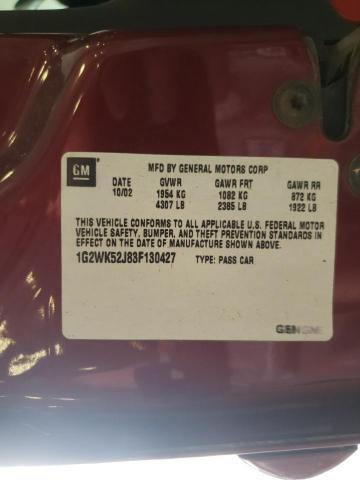 GM
MFD BY GENERAL MOTORS CORP
DATE GVWR GAWR FRT GAWR RR
10/02 1954 KG 1082 KG 872 KG
4307 LB 2385 LB 1922 LB
THIS VEHICLE CONFORMS TO ALL APPLICABLE U.S. FEDERAL MOTOR
VEHICLE SAFETY, BUMPER, AND THEFT PREVENTION STANDARDS IN
EFFECT ON THE DATE OF MANUFACTURE SHOWN ABOVE.
1G2WK52J83F130427 TYPE: PASS CAR